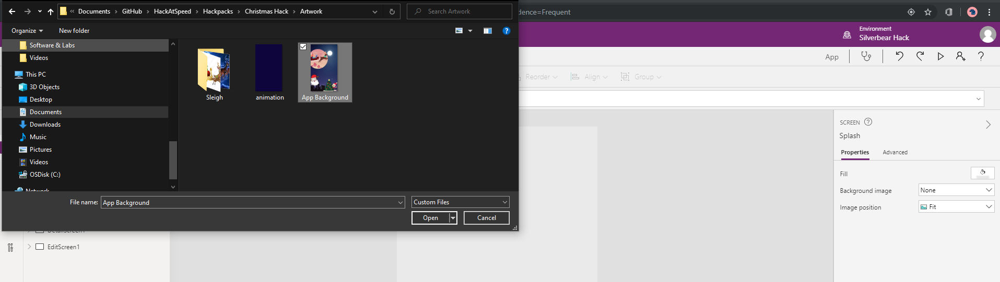 Documents > GitHub > HackAtSpeed > Hackpacks > Christmas Hack > Artwork
Search Artwork
dence=Frequent
Organize
New folder
Environment
Silverbear Hack
Software & Labs
Videos
This PC
3D Objects
Desktop
Documents
Downloads
Music
Pictures
Videos
OSDisk (C:)
Network
Sleigh
animation
App Background
App
Reorder
Align
Group
SCREEN
Splash
Properties
Advanced
Fill
Background image
None
Image position
Fit
File name:
App Background
Custom Files
Open
Cancel
DetailScreen1
EditScreen1